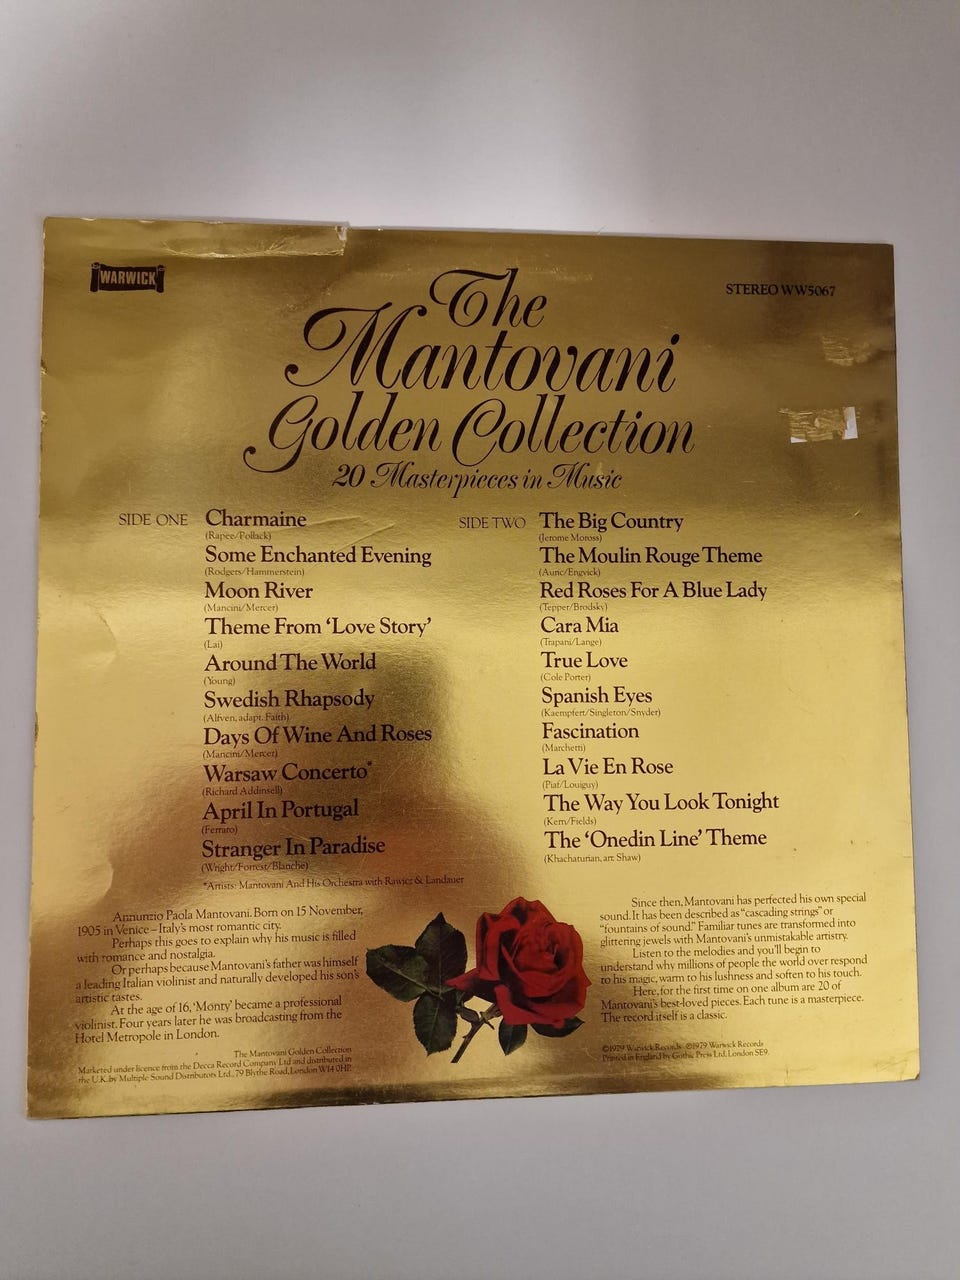 WARWICK
STEREO WW5067
The
Mantovani
Golden Collection
20 Masterpieces in Music
SIDE ONE
Charmaine
(Rapee/Pollack)
Some Enchanted Evening
(Rodgers/Hammerstein)
Moon River
(Mancini/Mercer)
Theme From ‘Love Story’
(Lai)
Around The World
(Young)
Swedish Rhapsody
(Alfven, adapt. Faith)
Days Of Wine And Roses
(Mancini/Mercer)
Warsaw Concerto*
(Richard Addinsell)
April In Portugal
(Ferraro)
Stranger In Paradise
(Wright/Forrest/Blanche)
*Artists: Mantovani And His Orchestra with Rawicz & Landauer
SIDE TWO
The Big Country
(Jerome Moross)
The Moulin Rouge Theme
(Auric/Engvick)
Red Roses For A Blue Lady
(Tepper/Brodsky)
Cara Mia
(Trapani/Lange)
True Love
(Cole Porter)
Spanish Eyes
(Kaempfert/Singleton/Snyder)
Fascination
(Marchetti)
La Vie En Rose
(Piaf/Louiguy)
The Way You Look Tonight
(Kern/Fields)
The ‘Onedin Line’ Theme
(Khachaturian, arr. Shaw)
Annunzio Paola Mantovani. Born on 15 November,
1905 in Venice – Italy's most romantic city.
Perhaps this goes to explain why his music is filled
with romance and nostalgia.
Or perhaps because Mantovani's father was himself
a leading Italian violinist and naturally developed his son's
artistic tastes.
At the age of 16, ‘Monty’ became a professional
violinist. Four years later he was broadcasting from the
Hotel Metropole in London.
The Mantovani Golden Collection
Marketed under licence from the Decca Record Company Ltd and distributed in
the U.K. by Multiple Sound Distributors Ltd., 79 Blythe Road, London W14 0HP.
Since then, Mantovani has perfected his own special
sound. It has been described as “cascading strings” or
“fountains of sound.” Familiar tunes are transformed into
glittering jewels with Mantovani's unmistakable artistry.
Listen to the melodies and you'll begin to
understand why millions of people the world over respond
to his magic, warm to his lushness and soften to his touch.
Here, for the first time on one album are 20 of
Mantovani's best-loved pieces. Each tune is a masterpiece.
The record itself is a classic.
©1979 Warwick Records ℗1979 Warwick Records
Printed in England by Gothic Press Ltd, London SE9.